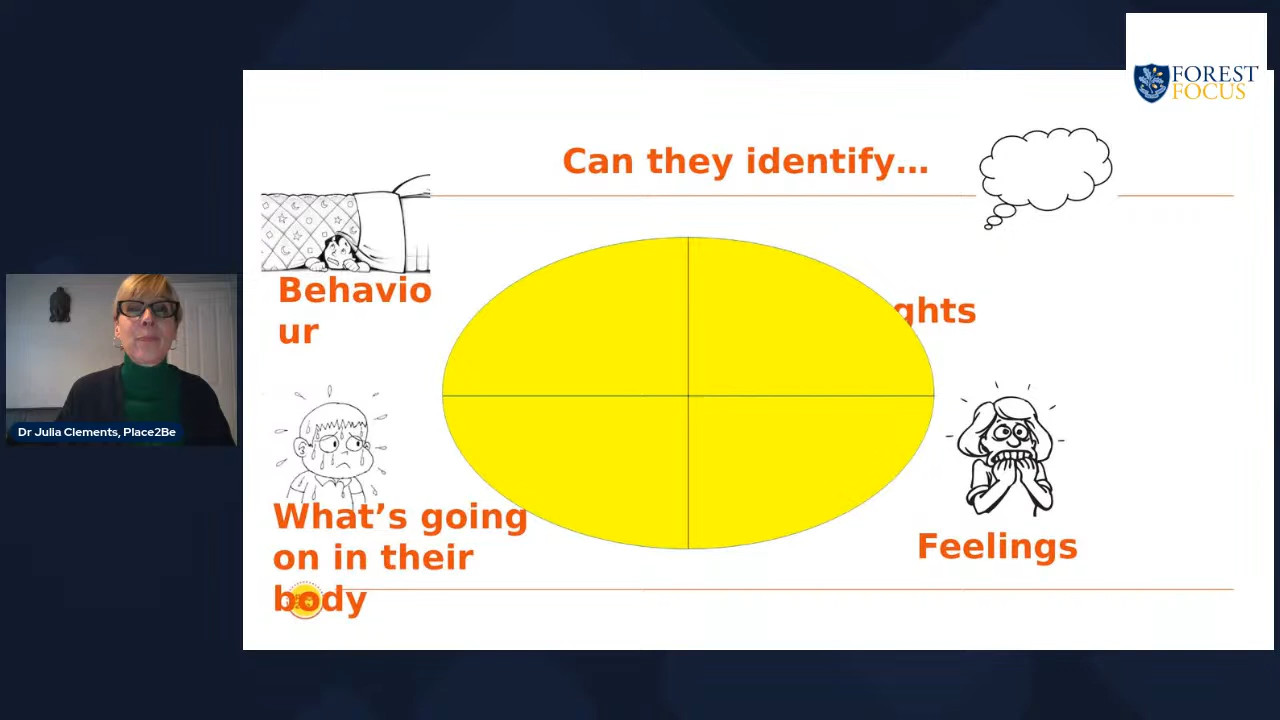 FOREST
FOCUS
Can they identify...
Behavio
ur
ghts
What's going
on in their
body
Feelings
Dr Julia Clements, Place2Be